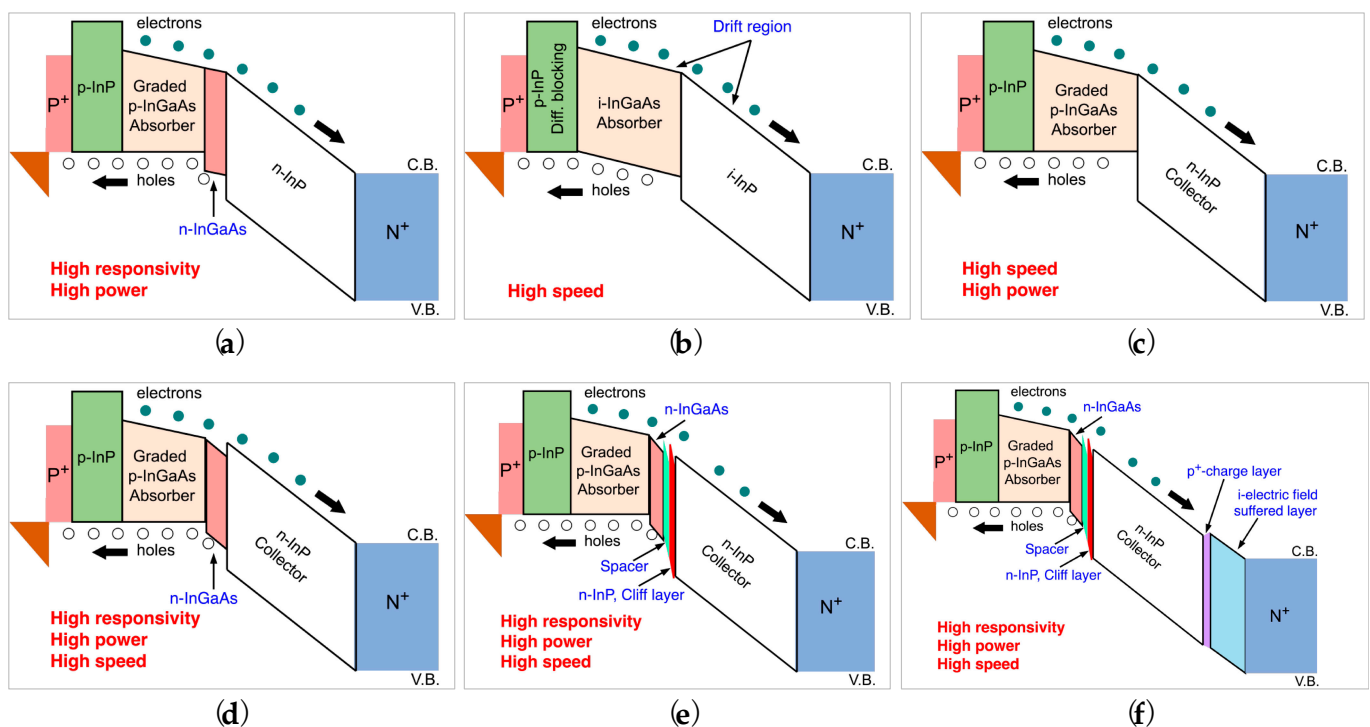 electrons
P+
p-InP
Graded
p-InGaAs
Absorber
n-InP
C.B.
holes
n-InGaAs
N+
High responsivity
High power
V.B.
(a)
electrons
Drift region
P+
p-InP
Diff. blocking
i-InGaAs
Absorber
i-InP
C.B.
holes
N+
High speed
V.B.
(b)
electrons
P+
p-InP
Graded
p-InGaAs
Absorber
n-InP
Collector
C.B.
holes
N+
High speed
High power
V.B.
(c)
electrons
P+
p-InP
Graded
p-InGaAs
Absorber
n-InP
Collector
C.B.
holes
n-InGaAs
N+
High responsivity
High power
High speed
V.B.
(d)
electrons
n-InGaAs
P+
p-InP
Graded
p-InGaAs
Absorber
n-InP
Collector
C.B.
holes
Spacer
n-InP, Cliff layer
N+
High responsivity
High power
High speed
V.B.
(e)
electrons
n-InGaAs
P+
p-InP
Graded
p-InGaAs
Absorber
p+-charge layer
i-electric field
suffered layer
n-InP
Collector
holes
Spacer
C.B.
n-InP, Cliff layer
N+
High responsivity
High power
High speed
V.B.
(f)